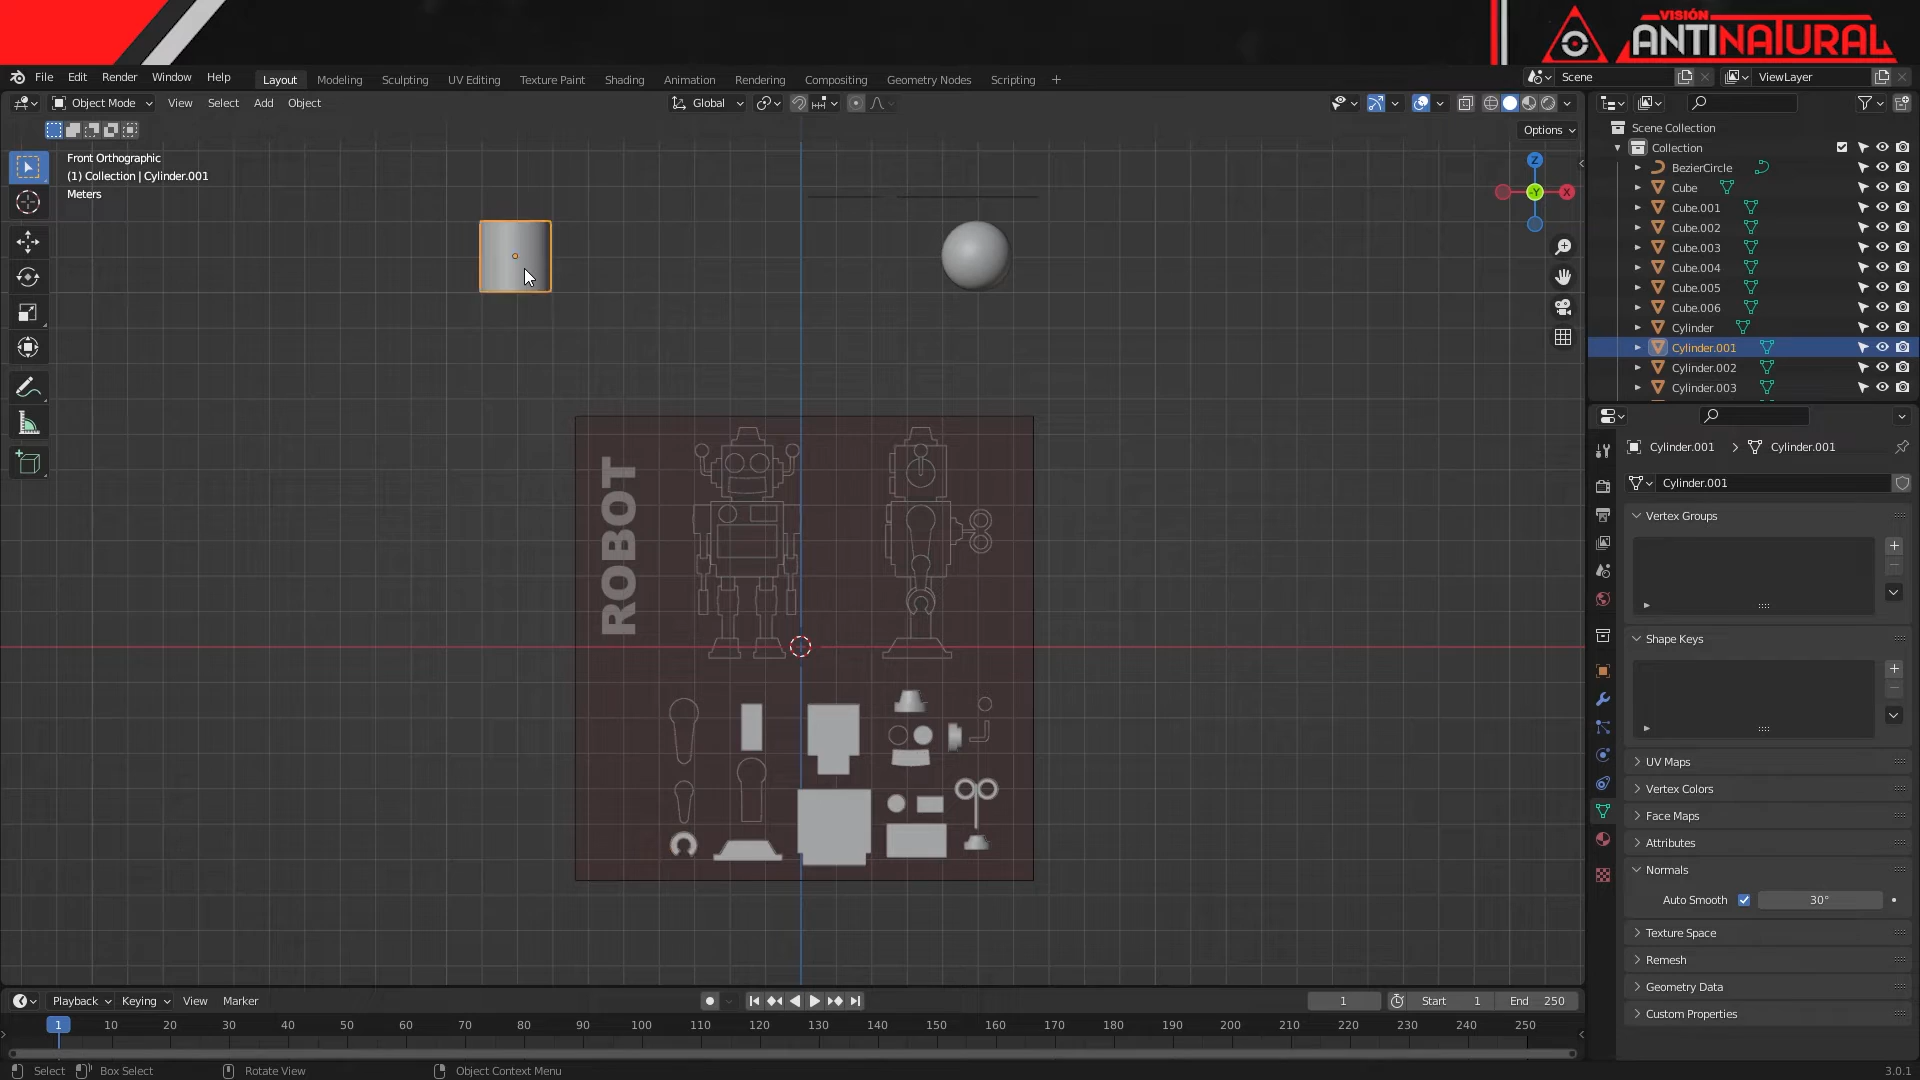 VISIÓN
ANTINATURAL
File Edit Render Window Help
Layout Modeling Sculpting UV Editing Texture Paint Shading Animation Rendering Compositing Geometry Nodes Scripting +
Scene
ViewLayer
Object Mode View Select Add Object
Global
Options
Front Orthographic
(1) Collection | Cylinder.001
Meters
Z
-Y
X
ROBOT
Scene Collection
Collection
BezierCircle
Cube
Cube.001
Cube.002
Cube.003
Cube.004
Cube.005
Cube.006
Cylinder
Cylinder.001
Cylinder.002
Cylinder.003
Cylinder.001 > Cylinder.001
Cylinder.001
Vertex Groups
Shape Keys
UV Maps
Vertex Colors
Face Maps
Attributes
Normals
Auto Smooth 30°
Texture Space
Remesh
Geometry Data
Custom Properties
Playback Keying View Marker
1 Start 1 End 250
1 10 20 30 40 50 60 70 80 90 100 110 120 130 140 150 160 170 180 190 200 210 220 230 240 250
Select Box Select Rotate View Object Context Menu
3.0.1